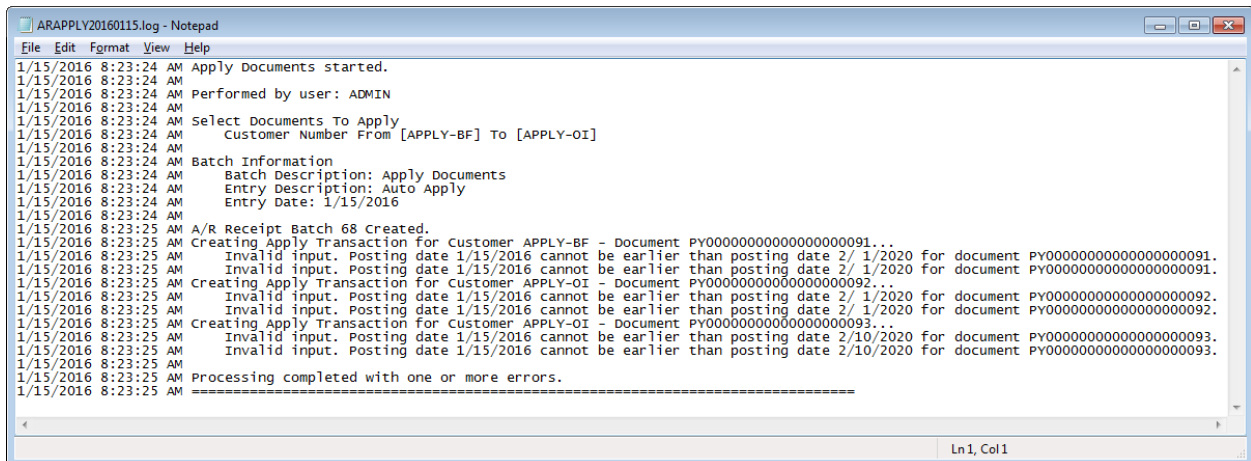 ARAPPLY20160115.log - Notepad
File Edit Format View Help
1/15/2016 8:23:24 AM Apply Documents started.
1/15/2016 8:23:24 AM
1/15/2016 8:23:24 AM Performed by user: ADMIN
1/15/2016 8:23:24 AM
1/15/2016 8:23:24 AM Select Documents To Apply
1/15/2016 8:23:24 AM     Customer Number From [APPLY-BF] To [APPLY-OI]
1/15/2016 8:23:24 AM
1/15/2016 8:23:24 AM Batch Information
1/15/2016 8:23:24 AM     Batch Description: Apply Documents
1/15/2016 8:23:24 AM     Entry Description: Auto Apply
1/15/2016 8:23:24 AM     Entry Date: 1/15/2016
1/15/2016 8:23:24 AM
1/15/2016 8:23:25 AM A/R Receipt Batch 68 Created.
1/15/2016 8:23:25 AM Creating Apply Transaction for Customer APPLY-BF - Document PY00000000000000000091...
1/15/2016 8:23:25 AM     Invalid input. Posting date 1/15/2016 cannot be earlier than posting date 2/ 1/2020 for document PY00000000000000000091.
1/15/2016 8:23:25 AM     Invalid input. Posting date 1/15/2016 cannot be earlier than posting date 2/ 1/2020 for document PY00000000000000000091.
1/15/2016 8:23:25 AM Creating Apply Transaction for Customer APPLY-OI - Document PY00000000000000000092...
1/15/2016 8:23:25 AM     Invalid input. Posting date 1/15/2016 cannot be earlier than posting date 2/ 1/2020 for document PY00000000000000000092.
1/15/2016 8:23:25 AM     Invalid input. Posting date 1/15/2016 cannot be earlier than posting date 2/ 1/2020 for document PY00000000000000000092.
1/15/2016 8:23:25 AM Creating Apply Transaction for Customer APPLY-OI - Document PY00000000000000000093...
1/15/2016 8:23:25 AM     Invalid input. Posting date 1/15/2016 cannot be earlier than posting date 2/10/2020 for document PY00000000000000000093.
1/15/2016 8:23:25 AM     Invalid input. Posting date 1/15/2016 cannot be earlier than posting date 2/10/2020 for document PY00000000000000000093.
1/15/2016 8:23:25 AM
1/15/2016 8:23:25 AM Processing completed with one or more errors.
1/15/2016 8:23:25 AM ================================================================================
Ln 1, Col 1